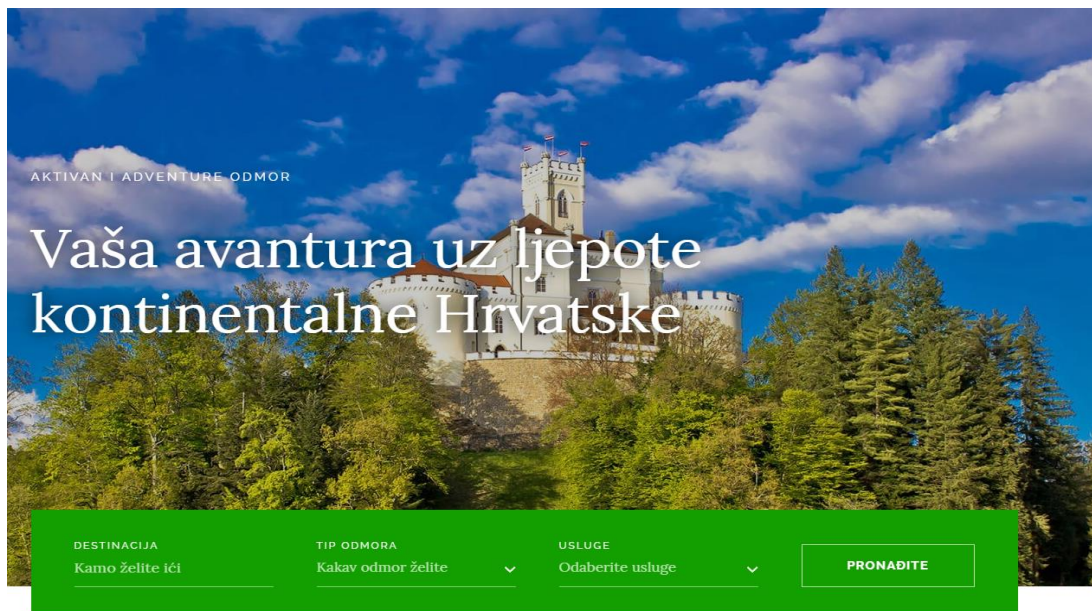 AKTIVAN I ADVENTURE ODMOR
Vaša avantura uz ljepote
kontinentalne Hrvatske
DESTINACIJA
Kamo želite ići
TIP ODMORA
Kakav odmor želite
USLUGE
Odaberite usluge
PRONAĐITE